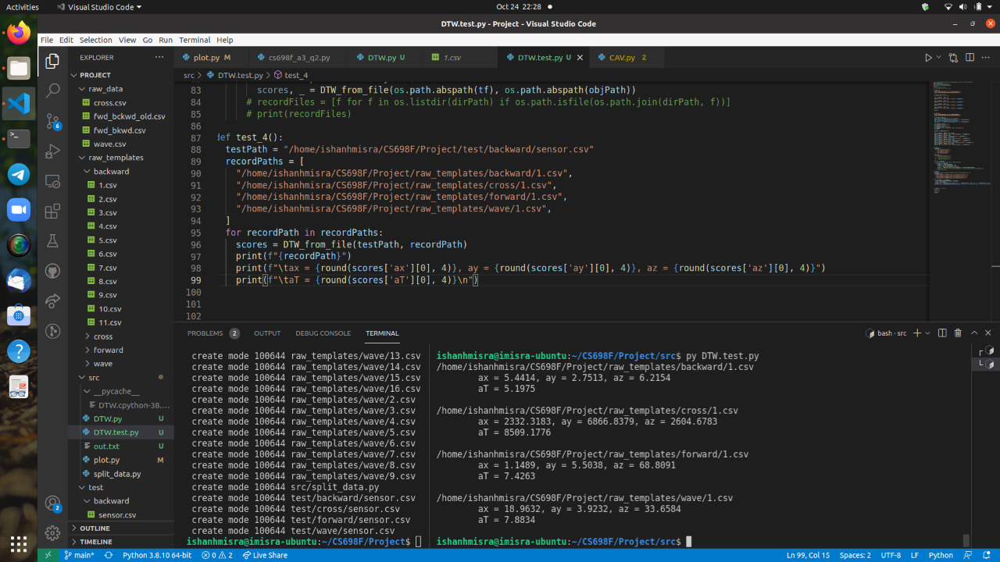 Activities
Visual Studio Code
Oct 24 22:28
DTW.test.py - Project - Visual Studio Code
File Edit Selection View Go Run Terminal Help
EXPLORER
PROJECT
raw_data
cross.csv
fwd_bckwd_old.csv
fwd_bkwd.csv
wave.csv
raw_templates
backward
1.csv
2.csv
3.csv
4.csv
5.csv
6.csv
7.csv
8.csv
9.csv
10.csv
11.csv
cross
forward
wave
src
__pycache__
DTW.cpython-38....
DTW.py U
DTW.test.py U
out.txt U
plot.py M
split_data.py
test
backward
sensor.csv
OUTLINE
TIMELINE
6
2
plot.py M
cs698f_a3_q2.py
DTW.py U
1.csv
DTW.test.py U
CAV.py 2
src > DTW.test.py > test_4
83 scores, _ = DTW_from_file(os.path.abspath(tf), os.path.abspath(objPath))
84 # recordFiles = [f for f in os.listdir(dirPath) if os.path.isfile(os.path.join(dirPath, f))]
85 # print(recordFiles)
86
87 def test_4():
88 testPath = "/home/ishanhmisra/CS698F/Project/test/backward/sensor.csv"
89 recordPaths = [
90 "/home/ishanhmisra/CS698F/Project/raw_templates/backward/1.csv",
91 "/home/ishanhmisra/CS698F/Project/raw_templates/cross/1.csv",
92 "/home/ishanhmisra/CS698F/Project/raw_templates/forward/1.csv",
93 "/home/ishanhmisra/CS698F/Project/raw_templates/wave/1.csv",
94 ]
95 for recordPath in recordPaths:
96 scores = DTW_from_file(testPath, recordPath)
97 print(f"{recordPath}")
98 print(f"\tax = {round(scores['ax'][0], 4)}, ay = {round(scores['ay'][0], 4)}, az = {round(scores['az'][0], 4)}")
99 print(f"\taT = {round(scores['aT'][0], 4)}\n")
100
101
102
PROBLEMS 2 OUTPUT DEBUG CONSOLE TERMINAL
bash - src
create mode 100644 raw_templates/wave/13.csv
create mode 100644 raw_templates/wave/14.csv
create mode 100644 raw_templates/wave/15.csv
create mode 100644 raw_templates/wave/16.csv
create mode 100644 raw_templates/wave/2.csv
create mode 100644 raw_templates/wave/3.csv
create mode 100644 raw_templates/wave/4.csv
create mode 100644 raw_templates/wave/5.csv
create mode 100644 raw_templates/wave/6.csv
create mode 100644 raw_templates/wave/7.csv
create mode 100644 raw_templates/wave/8.csv
create mode 100644 raw_templates/wave/9.csv
create mode 100644 src/split_data.py
create mode 100644 test/backward/sensor.csv
create mode 100644 test/cross/sensor.csv
create mode 100644 test/forward/sensor.csv
create mode 100644 test/wave/sensor.csv
ishanhmisra@imisra-ubuntu:~/CS698F/Project$
ishanhmisra@imisra-ubuntu:~/CS698F/Project/src$ py DTW.test.py
/home/ishanhmisra/CS698F/Project/raw_templates/backward/1.csv
ax = 5.4414, ay = 2.7513, az = 6.2154
aT = 5.1975
/home/ishanhmisra/CS698F/Project/raw_templates/cross/1.csv
ax = 2332.3183, ay = 6866.8379, az = 2604.6783
aT = 8509.1776
/home/ishanhmisra/CS698F/Project/raw_templates/forward/1.csv
ax = 1.1489, ay = 5.5038, az = 68.8091
aT = 7.4263
/home/ishanhmisra/CS698F/Project/raw_templates/wave/1.csv
ax = 18.9632, ay = 3.9232, az = 33.6584
aT = 7.8834
ishanhmisra@imisra-ubuntu:~/CS698F/Project/src$
main* Python 3.8.10 64-bit 0 2 Live Share
Ln 99, Col 15 Spaces: 2 UTF-8 LF Python